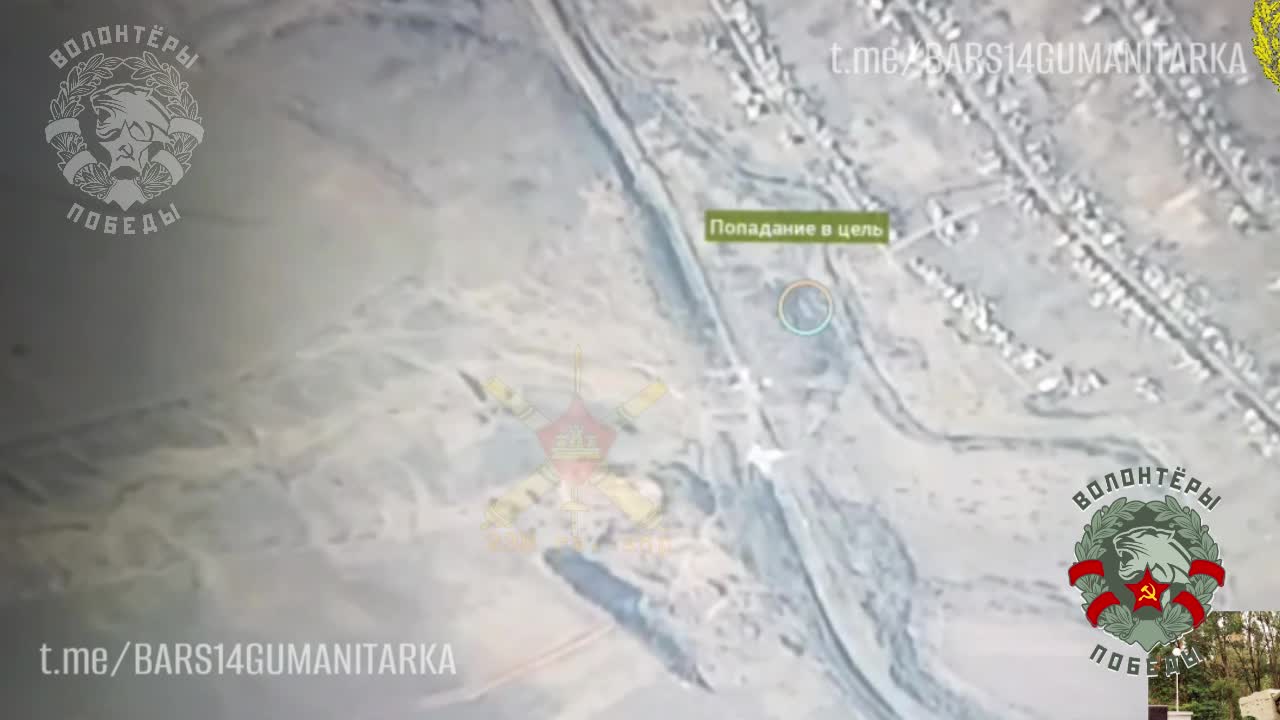 ВОЛОНТЁРЫ
ПОБЕДЫ
t.me/BARS14GUMANITARKA
Попадание в цель
ВОЛОНТЁРЫ
ПОБЕДЫ
t.me/BARS14GUMANITARKA